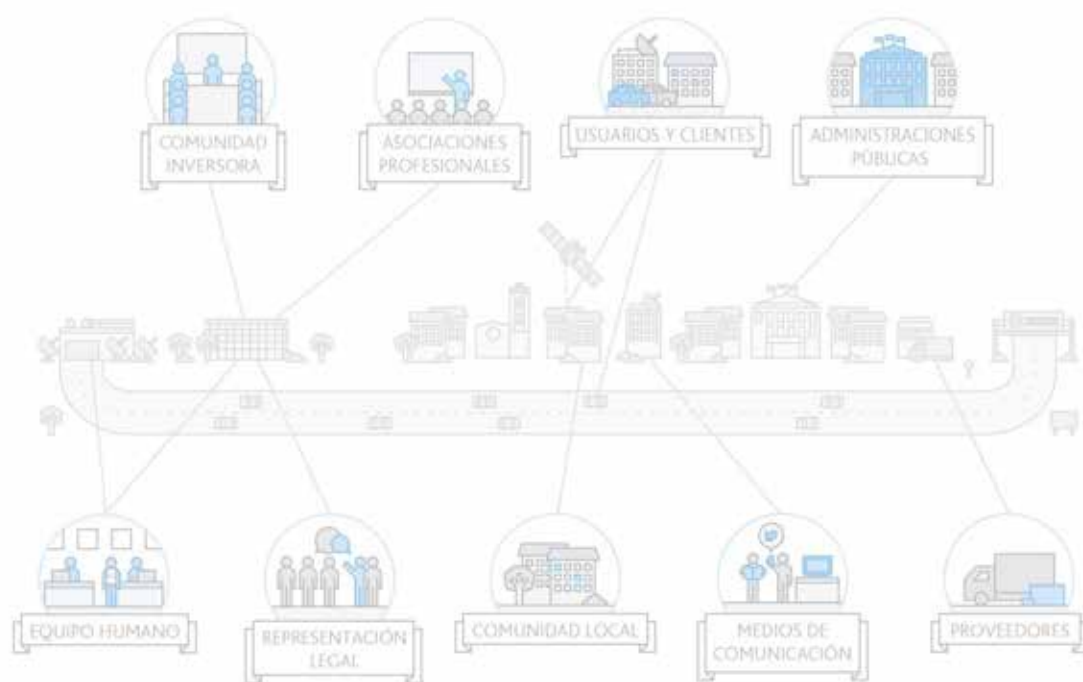 COMUNIDAD
INVERSORA
ASOCIACIONES
PROFESIONALES
USUARIOS Y CLIENTES
ADMINISTRACIONES
PÚBLICAS
EQUIPO HUMANO
REPRESENTACIÓN
LEGAL
COMUNIDAD LOCAL
MEDIOS DE
COMUNICACIÓN
PROVEEDORES